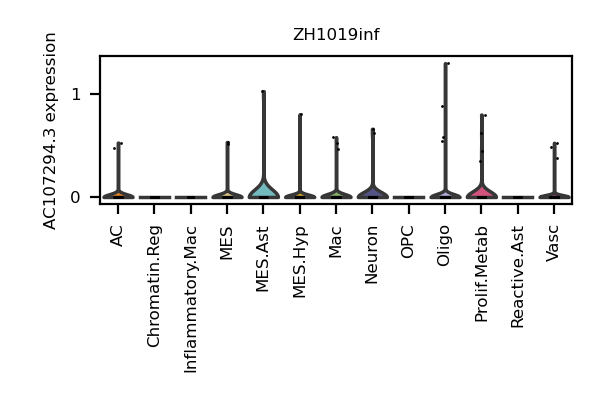 ZH1019inf
AC107294.3 expression
1
0
AC
Chromatin.Reg
Inflammatory.Mac
MES
MES.Ast
MES.Hyp
Mac
Neuron
OPC
Oligo
Prolif.Metab
Reactive.Ast
Vasc